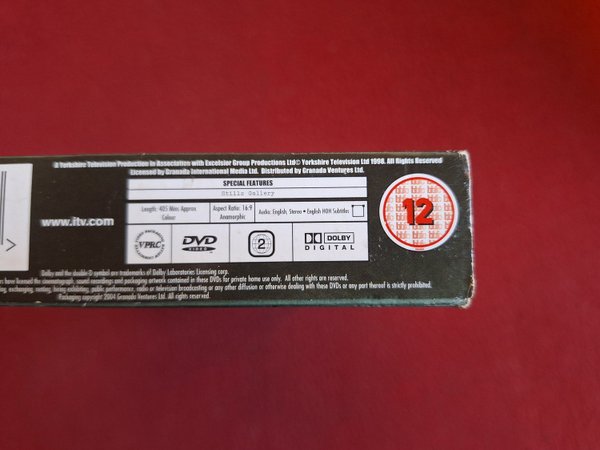 A Yorkshire Television Production in Association with Excelsior Group Productions Ltd© Yorkshire Television Ltd 1998. All Rights Reserved
Licensed by Granada International Media Ltd. Distributed by Granada Ventures Ltd.
SPECIAL FEATURES
Stills Gallery
www.itv.com
Length: 405 Mins Approx.
Colour
Aspect Ratio: 16:9
Anamorphic
Audio: English, Stereo • English HOH Subtitles
VPRC
DVD
VIDEO
2
DOLBY
DIGITAL
12
Dolby and the double-D symbol are trademarks of Dolby Laboratories Licensing corp.
have licensed the cinematograph, sound recordings and packaging artwork contained in these DVDs for private home use only. All other rights are reserved.
exchanging, renting, being exhibiting, public performance, radio or television broadcasting or any other diffusion or otherwise dealing with these DVDs or any part thereof is strictly prohibited.
Packaging copyright 2004 Granada Ventures Ltd. All rights reserved.